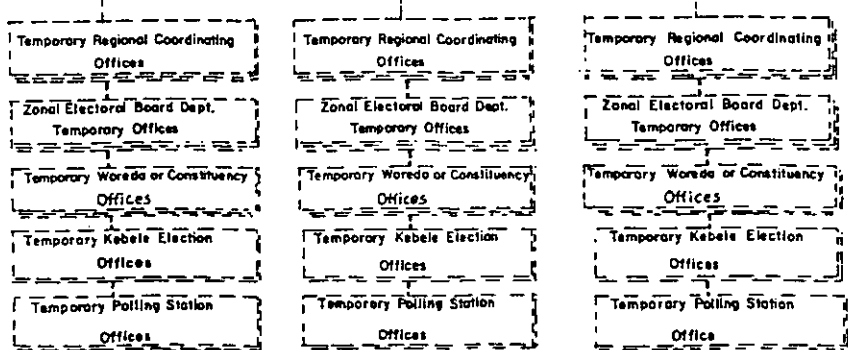 Temporary Regional Coordinating
Offices
Zonal Electoral Board Dept.
Temporary Offices
Temporary Woreda or Constituency
Offices
Temporary Kebele Election
Offices
Temporary Polling Station
Offices
Temporary Regional Coordinating
Offices
Zonal Electoral Board Dept.
Temporary Offices
Temporary Woreda or Constituency
Offices
Temporary Kebele Election
Offices
Temporary Polling Station
Offices
Temporary Regional Coordinating
Offices
Zonal Electoral Board Dept.
Temporary Offices
Temporary Woreda or Constituency
Offices
Temporary Kebele Election
Offices
Temporary Polling Station
Office